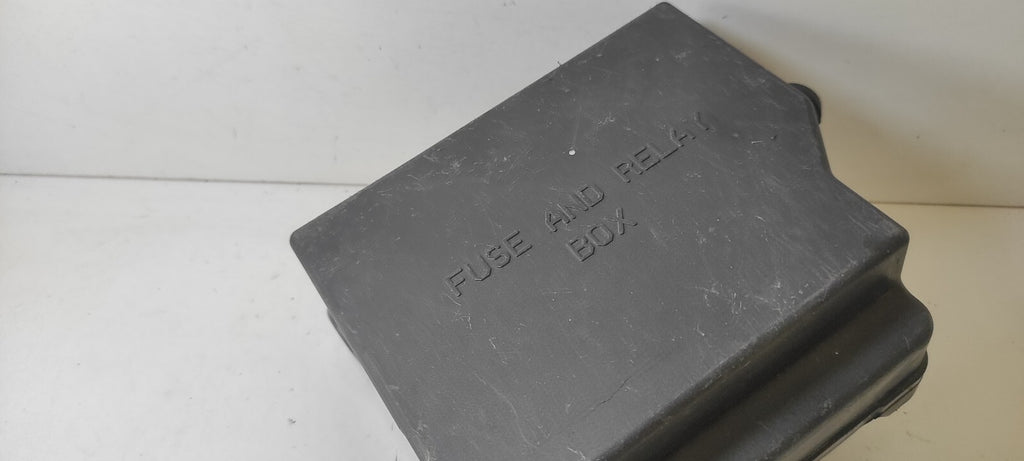 FUSE AND RELAY
BOX